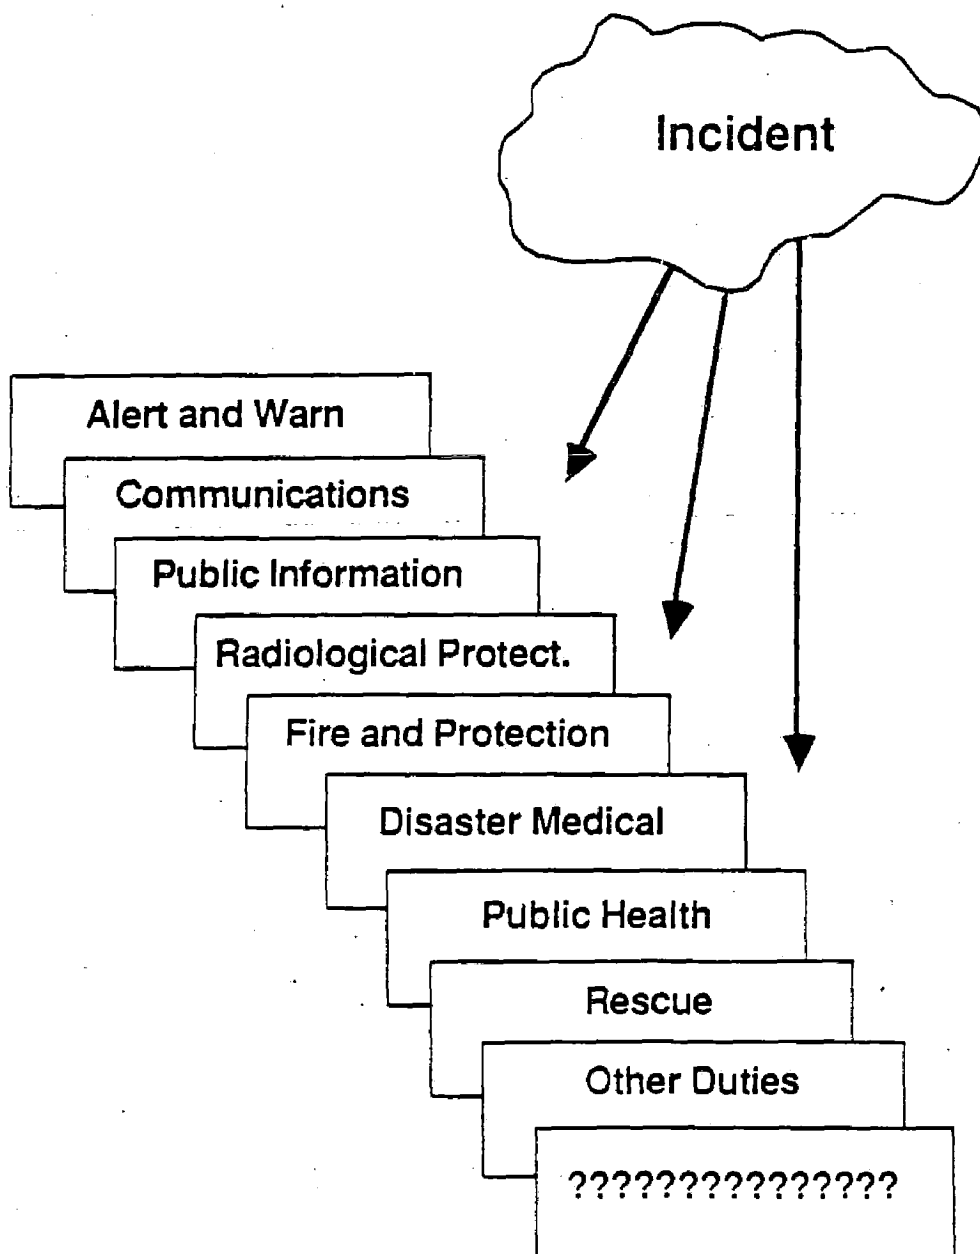 Incident
Alert and Warn
Communications
Public Information
Radiological Protect.
Fire and Protection
Disaster Medical
Public Health
Rescue
Other Duties
???????????????